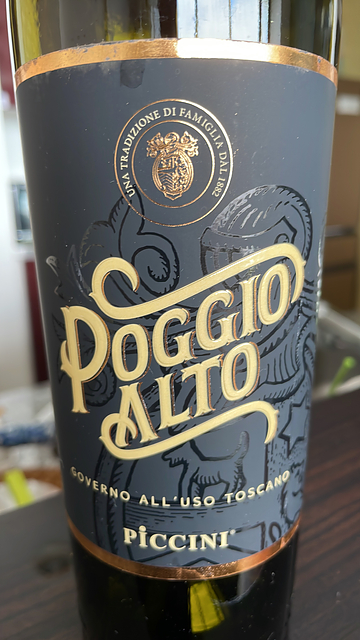 UNA TRADIZIONE DI FAMIGLIA DAL 1882
POGGIO
ALTO
GOVERNO ALL'USO TOSCANO
PICCINI®